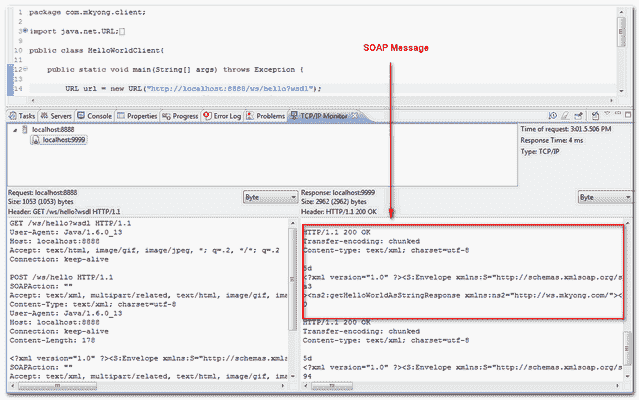 1 package com.mkyong.client;
2
3 import java.net.URL;
9
10 public class HelloWorldClient{
11
12 public static void main(String[] args) throws Exception {
13
14 URL url = new URL("http://localhost:8888/ws/hello?wsdl");
SOAP Message
Tasks Servers Console Properties Progress Error Log Problems TCP/IP Monitor
localhost:8888
localhost:9999
Time of request: 3:01.5.506 PM
Response Time: 4 ms
Type: TCP/IP
Request: localhost:8888
Size: 1053 (1053) bytes
Header: GET /ws/hello?wsdl HTTP/1.1
Byte
Response: localhost:9999
Size: 2962 (2962) bytes
Header: HTTP/1.1 200 OK
Byte
GET /ws/hello?wsdl HTTP/1.1
User-Agent: Java/1.6.0_13
Host: localhost:8888
Accept: text/html, image/gif, image/jpeg, *; q=.2, */*; q=.2
Connection: keep-alive
POST /ws/hello HTTP/1.1
SOAPAction: ""
Accept: text/xml, multipart/related, text/html, image/gif, im
Content-Type: text/xml; charset=utf-8
User-Agent: Java/1.6.0_13
Host: localhost:8888
Connection: keep-alive
Content-Length: 178
<?xml version="1.0" ?><S:Envelope xmlns:S="http://schemas.xml
SOAPAction: ""
Accept: text/xml, multipart/related, text/html, image/gif, im
HTTP/1.1 200 OK
Transfer-encoding: chunked
Content-type: text/xml; charset=utf-8
5d
<?xml version="1.0" ?><S:Envelope xmlns:S="http://schemas.xmlsoap.org/s
a3
><ns2:getHelloWorldAsStringResponse xmlns:ns2="http://ws.mkyong.com/"><
0
HTTP/1.1 200 OK
Transfer-encoding: chunked
Content-type: text/xml; charset=utf-8
5d
<?xml version="1.0" ?><S:Envelope xmlns:S="http://schemas.xmlsoap.org/s
94